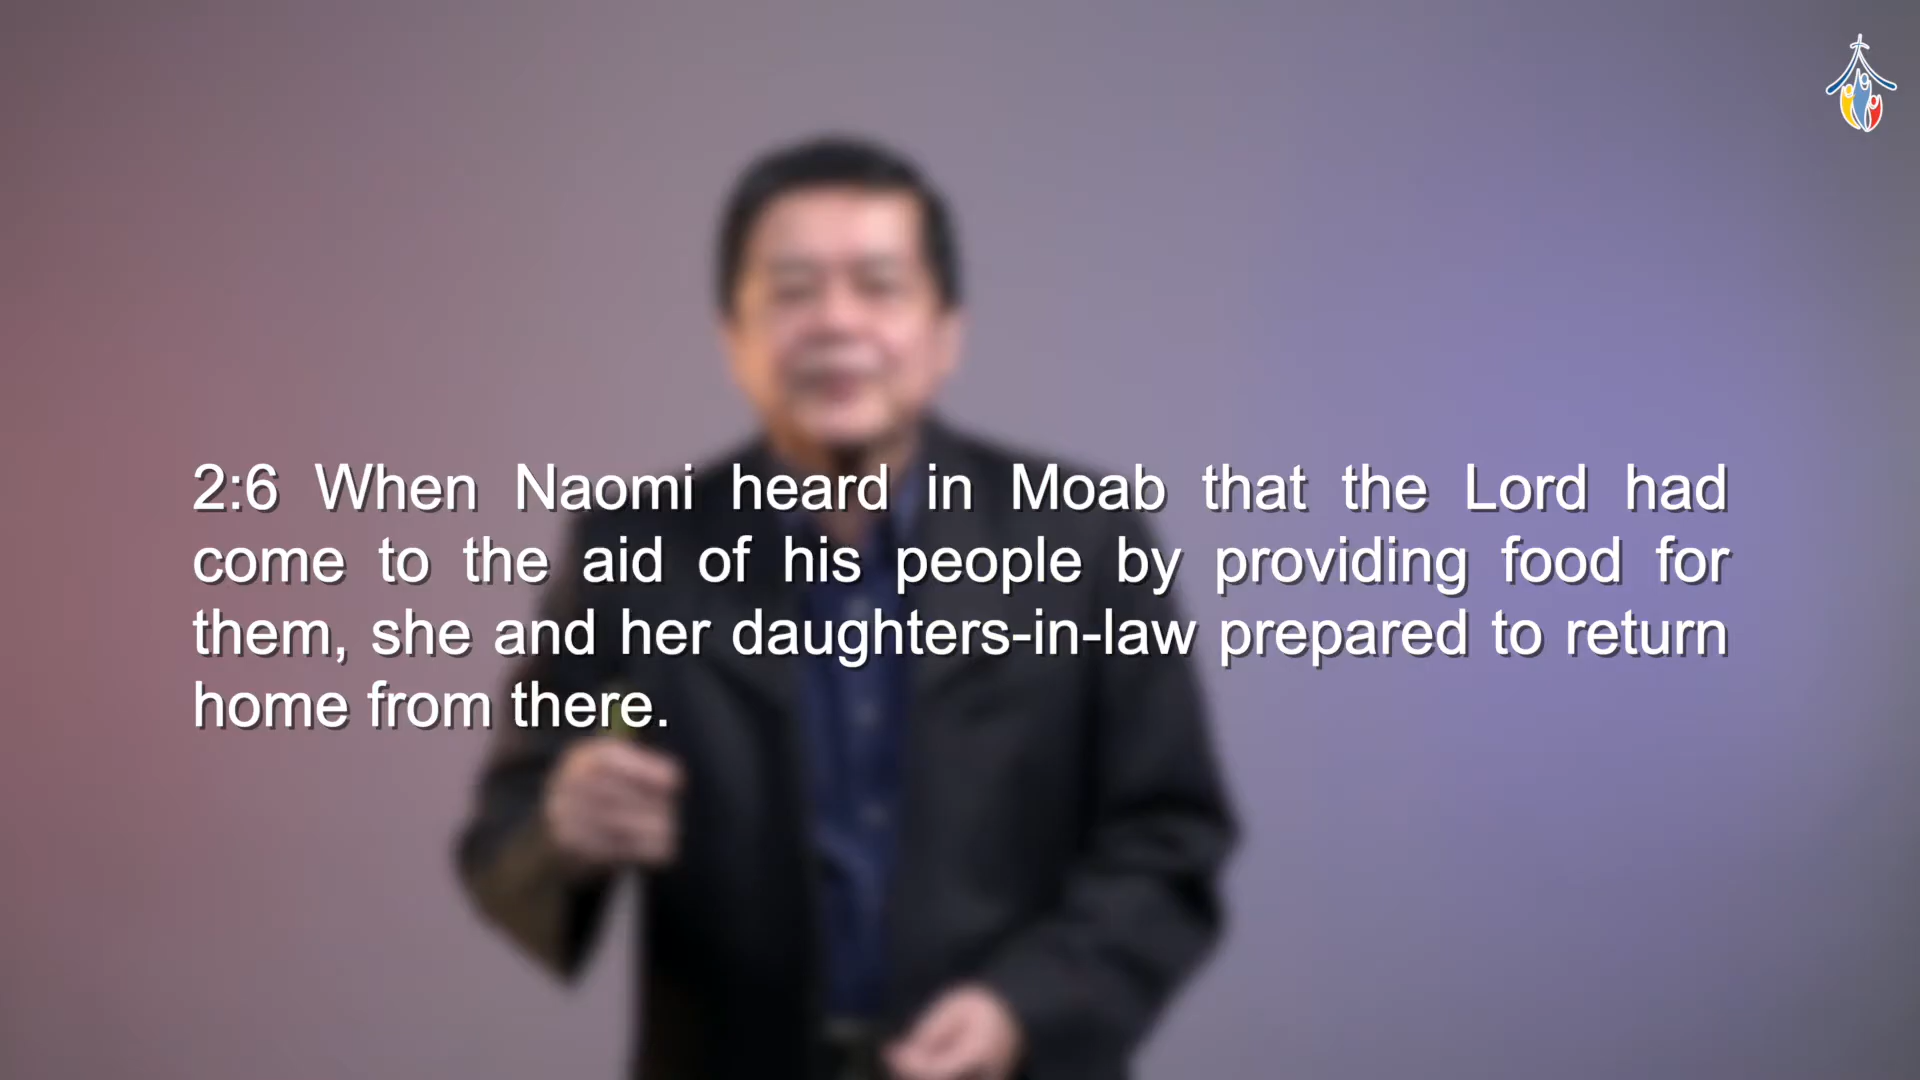 2:6 When Naomi heard in Moab that the Lord had
come to the aid of his people by providing food for
them, she and her daughters-in-law prepared to return
home from there.